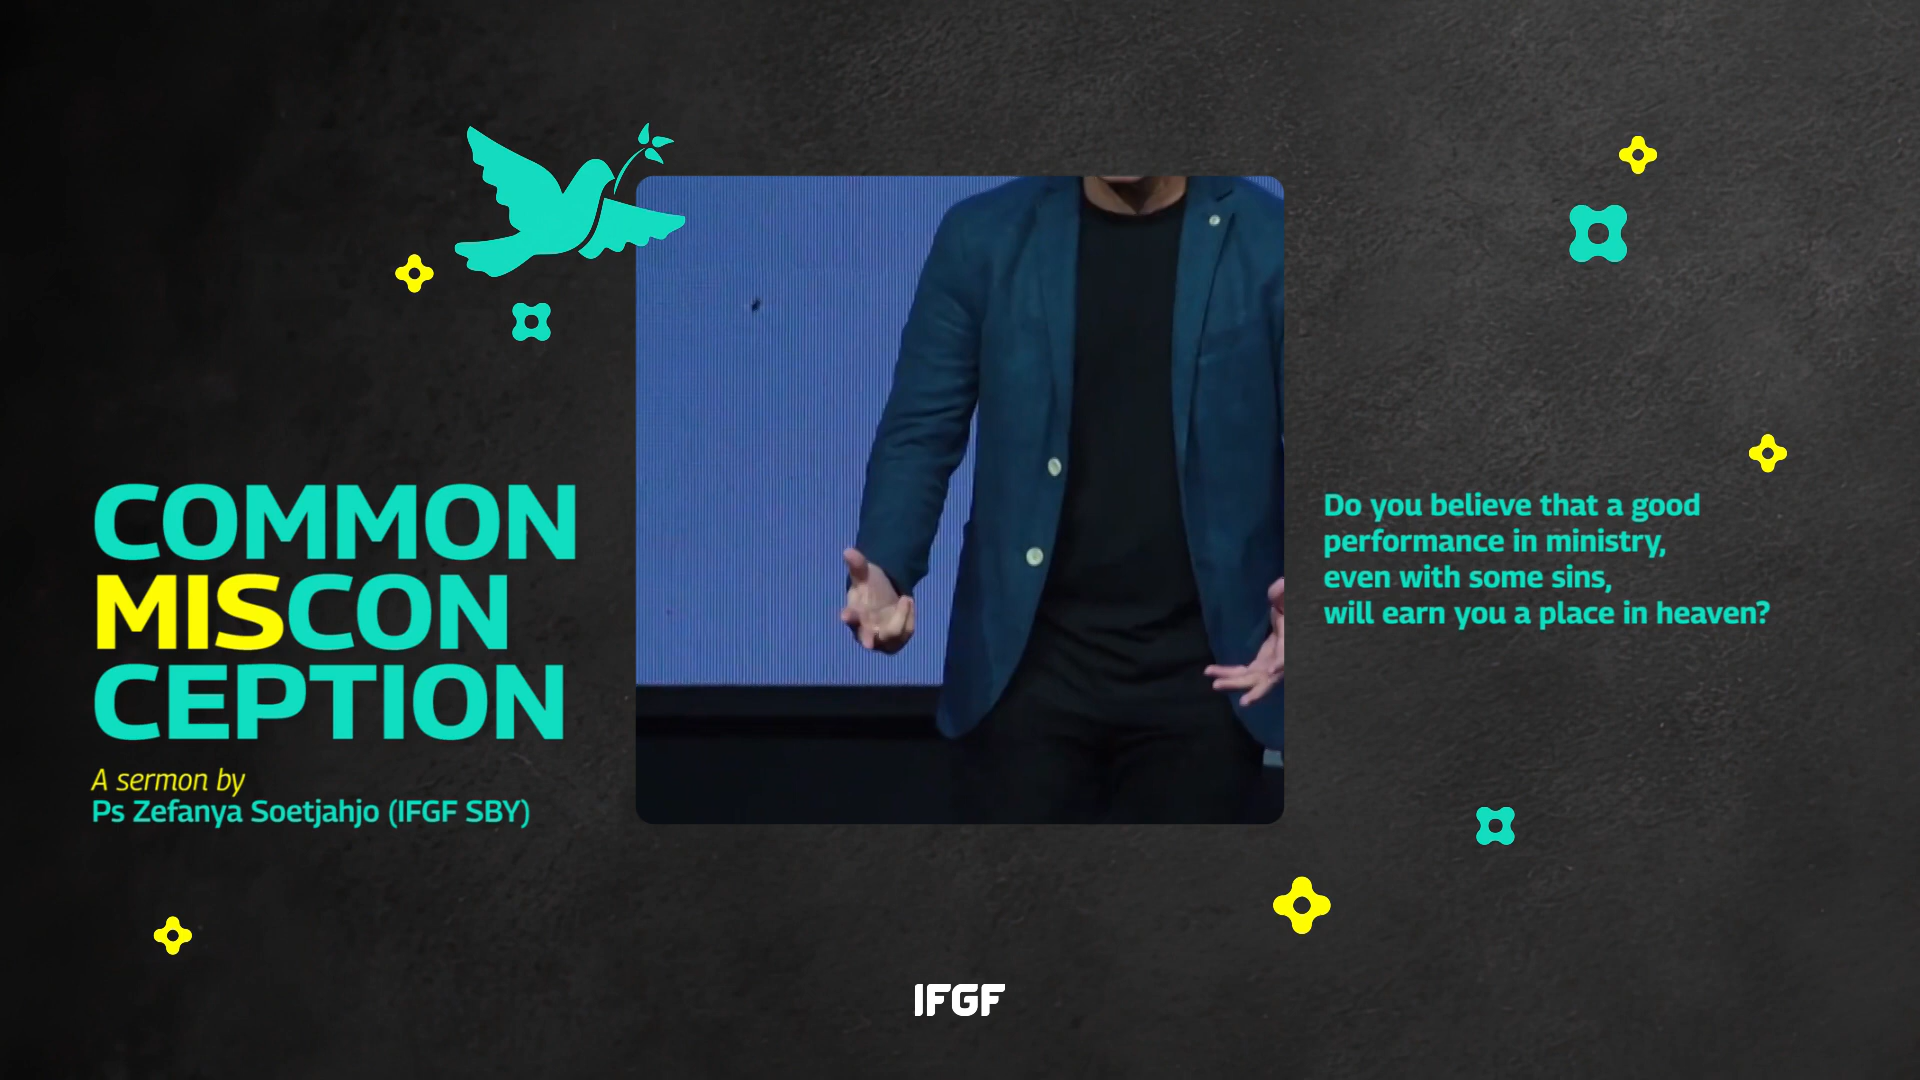 COMMON
MISCON
CEPTION
A sermon by
Ps Zefanya Soetjahjo (IFGF SBY)
Do you believe that a good
performance in ministry,
even with some sins,
will earn you a place in heaven?
IFGF